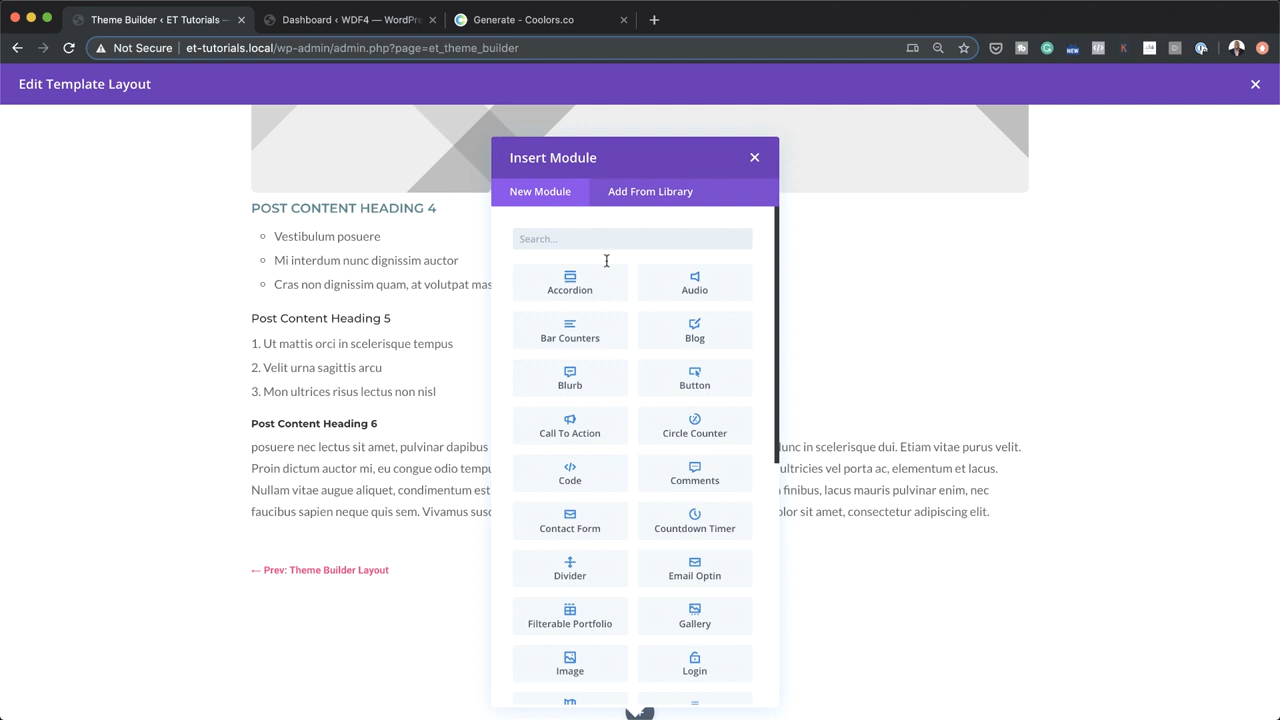 Theme Builder ‹ ET Tutorials —
Dashboard ‹ WDF4 — WordPre
Generate - Coolors.co
Not Secure | et-tutorials.local/wp-admin/admin.php?page=et_theme_builder
Edit Template Layout
Insert Module
New Module
Add From Library
Search...
Accordion
Audio
Bar Counters
Blog
Blurb
Button
Call To Action
Circle Counter
Code
Comments
Contact Form
Countdown Timer
Divider
Email Optin
Filterable Portfolio
Gallery
Image
Login
POST CONTENT HEADING 4
Vestibulum posuere
Mi interdum nunc dignissim auctor
Cras non dignissim quam, at volutpat mas
Post Content Heading 5
1. Ut mattis orci in scelerisque tempus
2. Velit urna sagittis arcu
3. Mon ultrices risus lectus non nisl
Post Content Heading 6
posuere nec lectus sit amet, pulvinar dapibus unc in scelerisque dui. Etiam vitae purus velit.
Proin dictum auctor mi, eu congue odio tempu ultricies vel porta ac, elementum et lacus.
Nullam vitae augue aliquet, condimentum est finibus, lacus mauris pulvinar enim, nec
faucibus sapien neque quis sem. Vivamus susc dolor sit amet, consectetur adipiscing elit.
← Prev: Theme Builder Layout